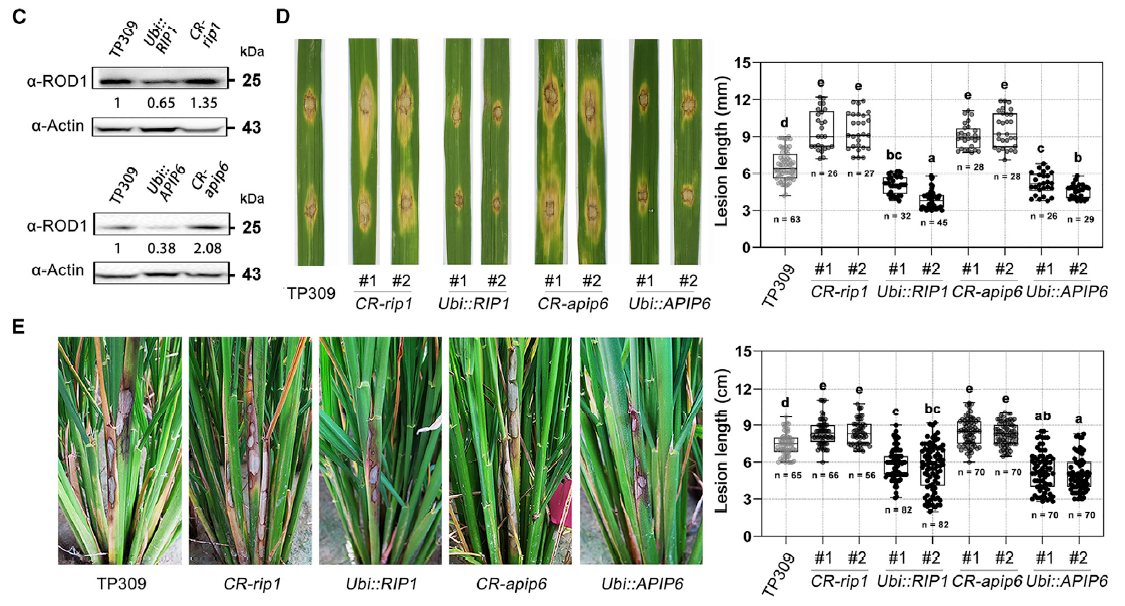 C
TP309
Ubi::
RIP1
CR-
rip1
kDa
α-ROD1
25
1 0.65 1.35
α-Actin
43
TP309
Ubi::
APIP6
CR-
apip6
kDa
α-ROD1
25
1 0.38 2.08
α-Actin
43
D
TP309
#1 #2 #1 #2 #1 #2 #1 #2
CR-rip1 Ubi::RIP1 CR-apip6 Ubi::APIP6
Lesion length (mm)
15
12
9
6
3
0
d e e bc a e e c b
n = 63 n = 26 n = 27 n = 32 n = 45 n = 28 n = 28 n = 26 n = 29
TP309
#1 #2 #1 #2 #1 #2 #1 #2
CR-rip1 Ubi::RIP1 CR-apip6 Ubi::APIP6
E
TP309 CR-rip1 Ubi::RIP1 CR-apip6 Ubi::APIP6
Lesion length (cm)
15
12
9
6
3
0
d e e c bc e e ab a
n = 65 n = 66 n = 56 n = 82 n = 82 n = 70 n = 70 n = 70 n = 70
TP309
#1 #2 #1 #2 #1 #2 #1 #2
CR-rip1 Ubi::RIP1 CR-apip6 Ubi::APIP6